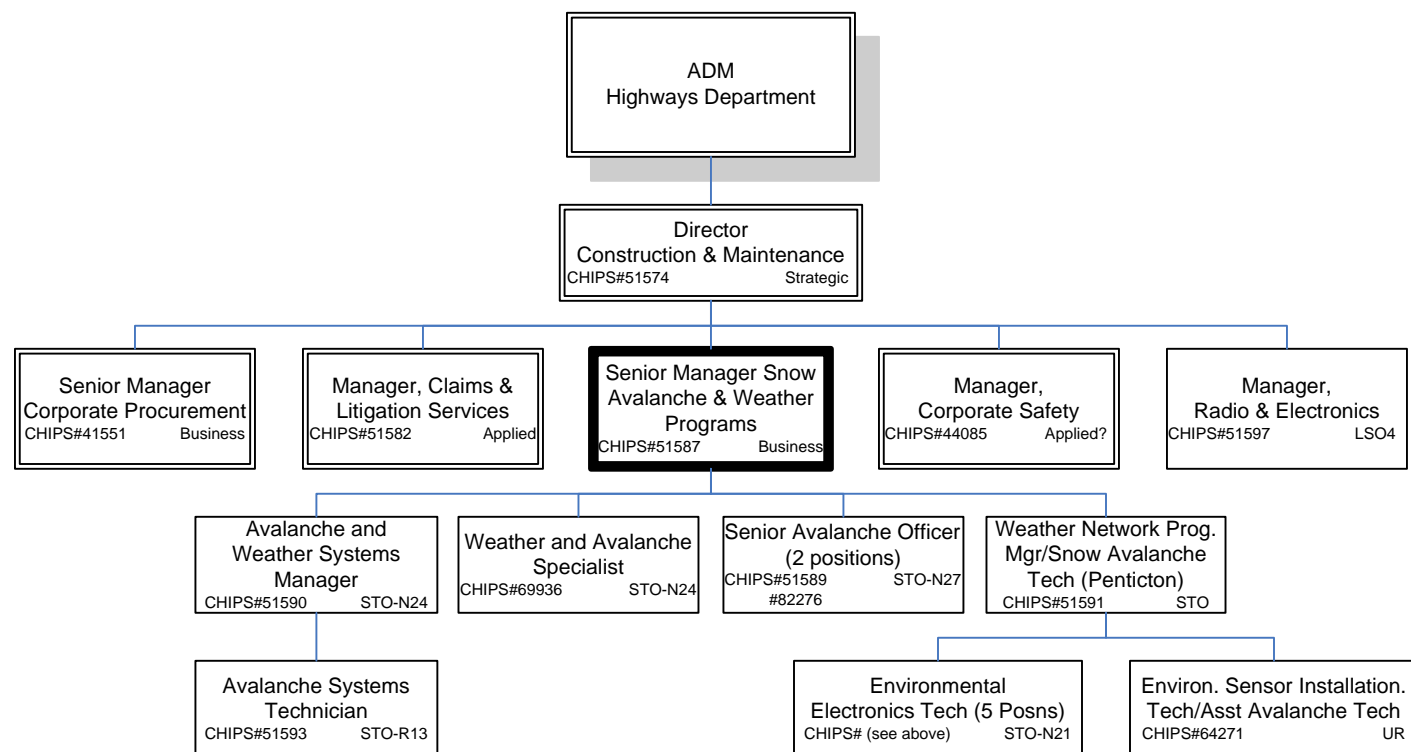 ADM
Highways Department
Director
Construction & Maintenance
CHIPS#51574 Strategic
Senior Manager
Corporate Procurement
CHIPS#41551 Business
Manager, Claims &
Litigation Services
CHIPS#51582 Applied
Senior Manager Snow
Avalanche & Weather
Programs
CHIPS#51587 Business
Manager,
Corporate Safety
CHIPS#44085 Applied?
Manager,
Radio & Electronics
CHIPS#51597 LSO4
Avalanche and
Weather Systems
Manager
CHIPS#51590 STO-N24
Weather and Avalanche
Specialist
CHIPS#69936 STO-N24
Senior Avalanche Officer
(2 positions)
CHIPS#51589 STO-N27
#82276
Weather Network Prog.
Mgr/Snow Avalanche
Tech (Penticton)
CHIPS#51591 STO
Avalanche Systems
Technician
CHIPS#51593 STO-R13
Environmental
Electronics Tech (5 Posns)
CHIPS# (see above) STO-N21
Environ. Sensor Installation.
Tech/Asst Avalanche Tech
CHIPS#64271 UR